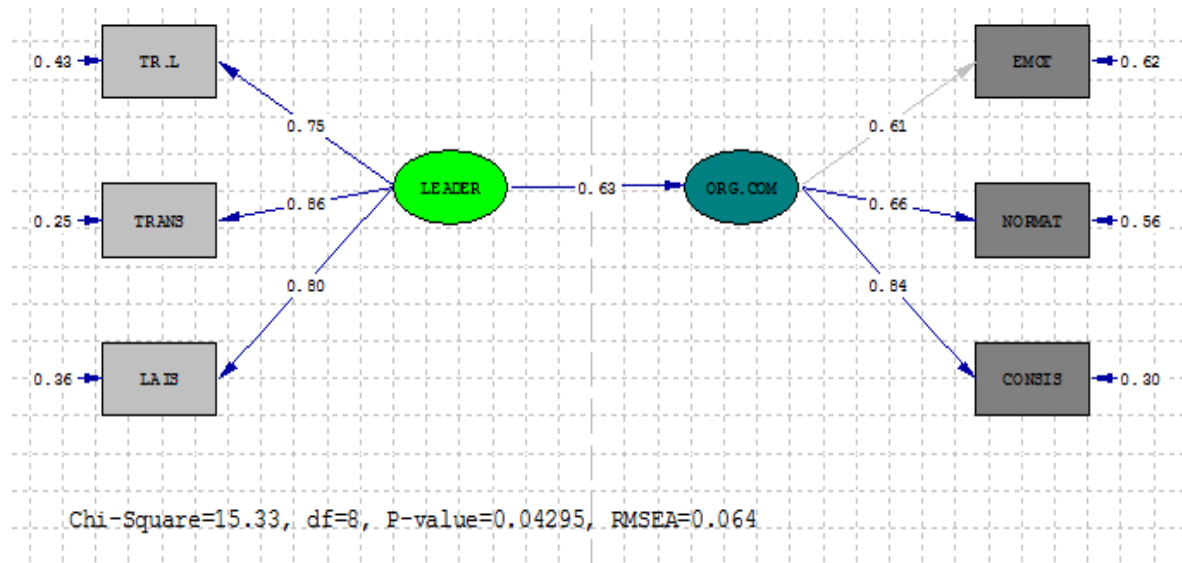 0.43 TR.L EMOT 0.62
0.75 0.61
LEADER 0.63 ORG.COM
0.25 TRANS 0.86 0.66 NORMAT 0.56
0.80 0.84
0.36 LAIS CONSIS 0.30
Chi-Square=15.33, df=8, P-value=0.04295, RMSEA=0.064